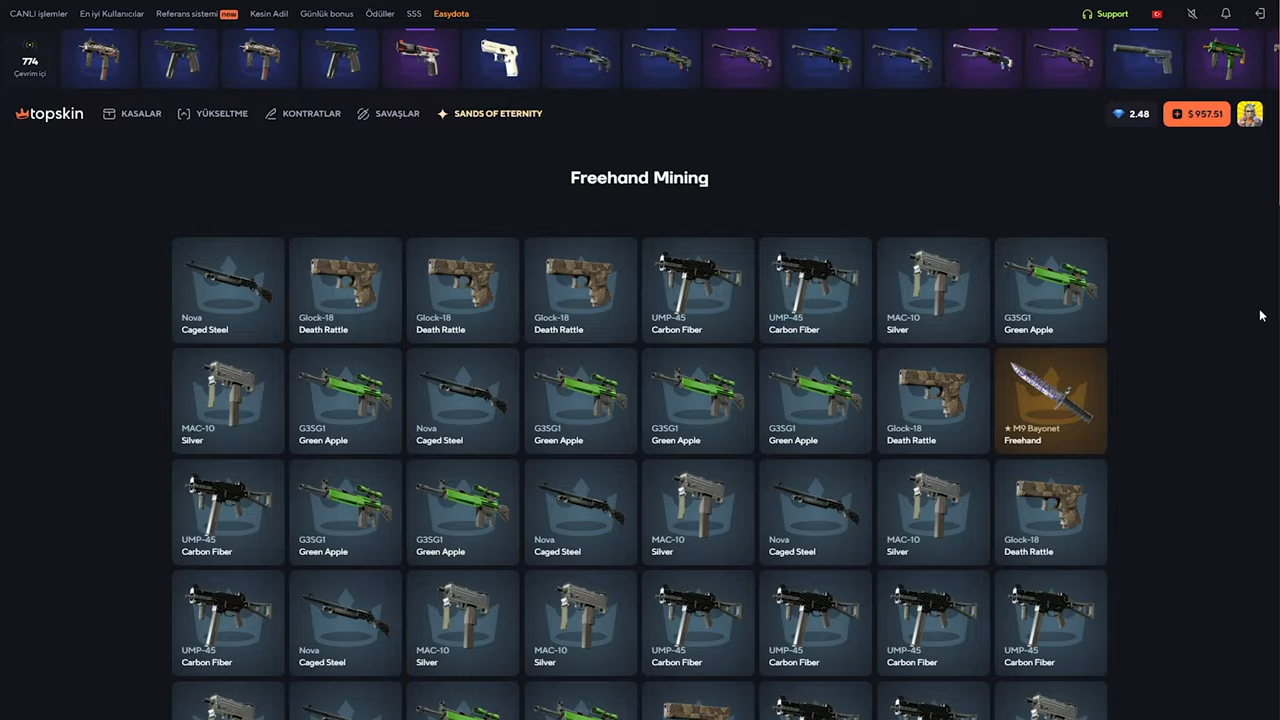 CANLI işlemler En iyi Kullanıcılar Referans sistemi new Kesin Adil Günlük bonus Ödüller SSS Easydota Support
774
Çevrim içi
topskin KASALAR YÜKSELTME KONTRATLAR SAVAŞLAR SANDS OF ETERNITY 2.48 $ 957.51
Freehand Mining
Nova Glock-18 Glock-18 Glock-18 UMP-45 UMP-45 MAC-10 G3SG1
Caged Steel Death Rattle Death Rattle Death Rattle Carbon Fiber Carbon Fiber Silver Green Apple
MAC-10 G3SG1 Nova G3SG1 G3SG1 G3SG1 Glock-18 ★ M9 Bayonet
Silver Green Apple Caged Steel Green Apple Green Apple Green Apple Death Rattle Freehand
UMP-45 G3SG1 G3SG1 Nova MAC-10 Nova MAC-10 Glock-18
Carbon Fiber Green Apple Green Apple Caged Steel Silver Caged Steel Silver Death Rattle
UMP-45 Nova MAC-10 MAC-10 UMP-45 UMP-45 UMP-45 UMP-45
Carbon Fiber Caged Steel Silver Silver Carbon Fiber Carbon Fiber Carbon Fiber Carbon Fiber